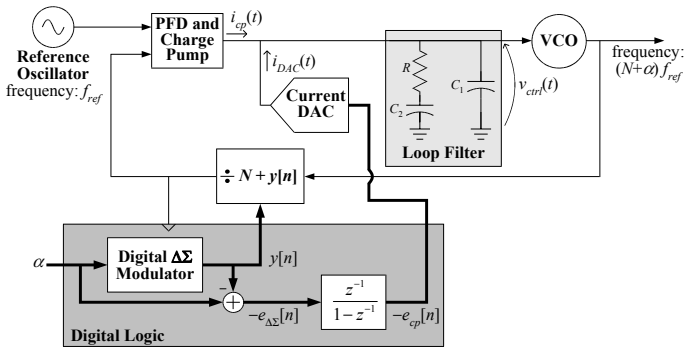 PFD and
Charge
Pump
i_cp(t)
Reference
Oscillator
frequency: f_ref
i_DAC(t)
Current
DAC
R
C_2
C_1
Loop Filter
v_ctrl(t)
VCO
frequency:
(N+α) f_ref
÷ N + y[n]
α
Digital ΔΣ
Modulator
y[n]
−
+
−e_ΔΣ[n]
z^−1
1 − z^−1
−e_cp[n]
Digital Logic